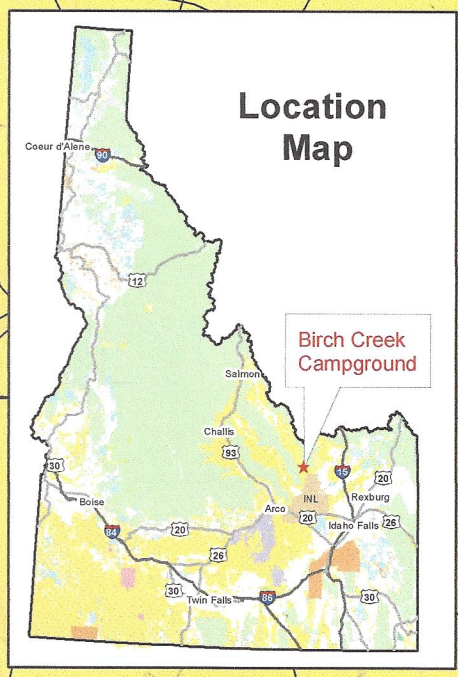 Location
Map
Coeur d'Alene
90
12
Birch Creek
Campground
Salmon
Challis
93
30
15
20
INL
Rexburg
Boise
Arco
20
Idaho Falls
26
84
20
26
30
Twin Falls
86
30